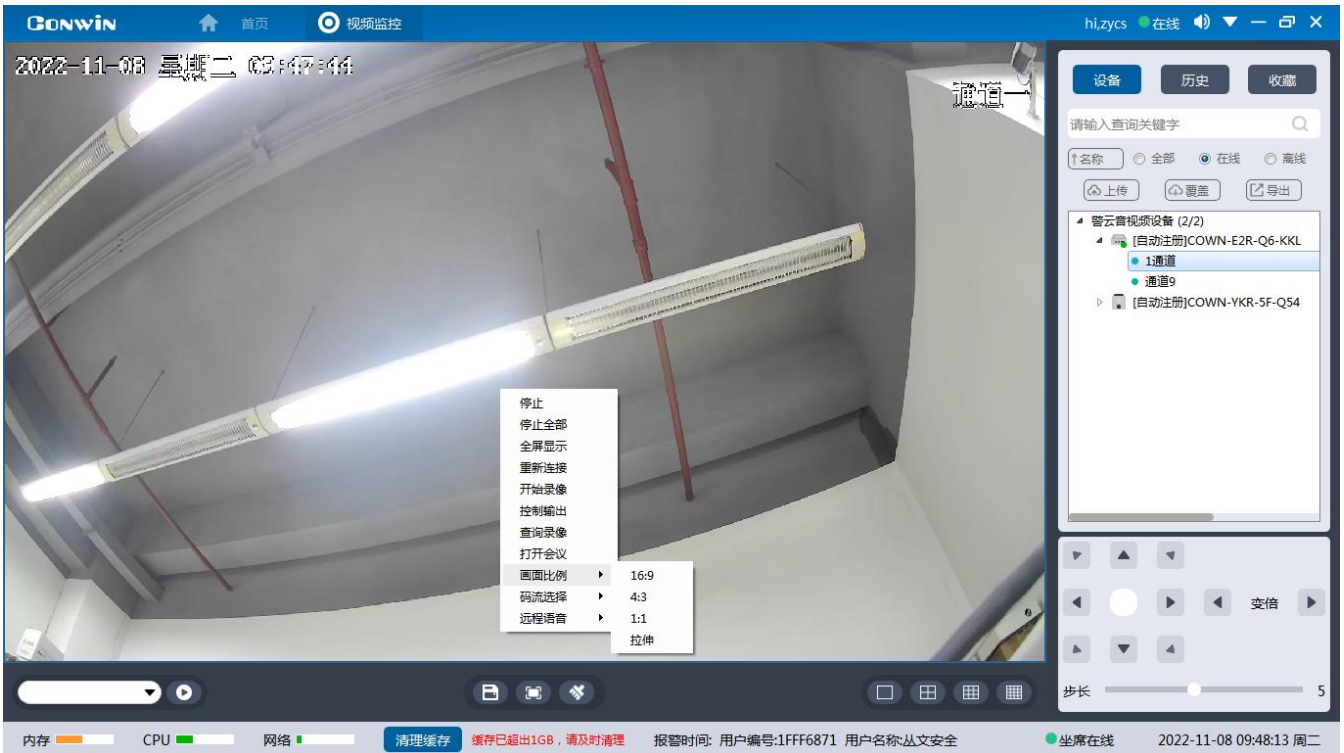 CONWIN 首页 视频监控 hi,zycs 在线
2022-11-08 星期二 09:47:44
通道一
设备 历史 收藏
请输入查询关键字
↑名称 全部 在线 离线
上传 覆盖 导出
警云音视频设备 (2/2)
[自动注册]COWN-E2R-Q6-KKL
1通道
通道9
[自动注册]COWN-YKR-5F-Q54
停止
停止全部
全屏显示
重新连接
开始录像
控制输出
查询录像
打开会议
画面比例
码流选择
远程语音
16:9
4:3
1:1
拉伸
变倍
步长 5
内存 CPU 网络 清理缓存 缓存已超出1GB，请及时清理 报警时间: 用户编号:1FFF6871 用户名称:丛文安全 坐席在线 2022-11-08 09:48:13 周二